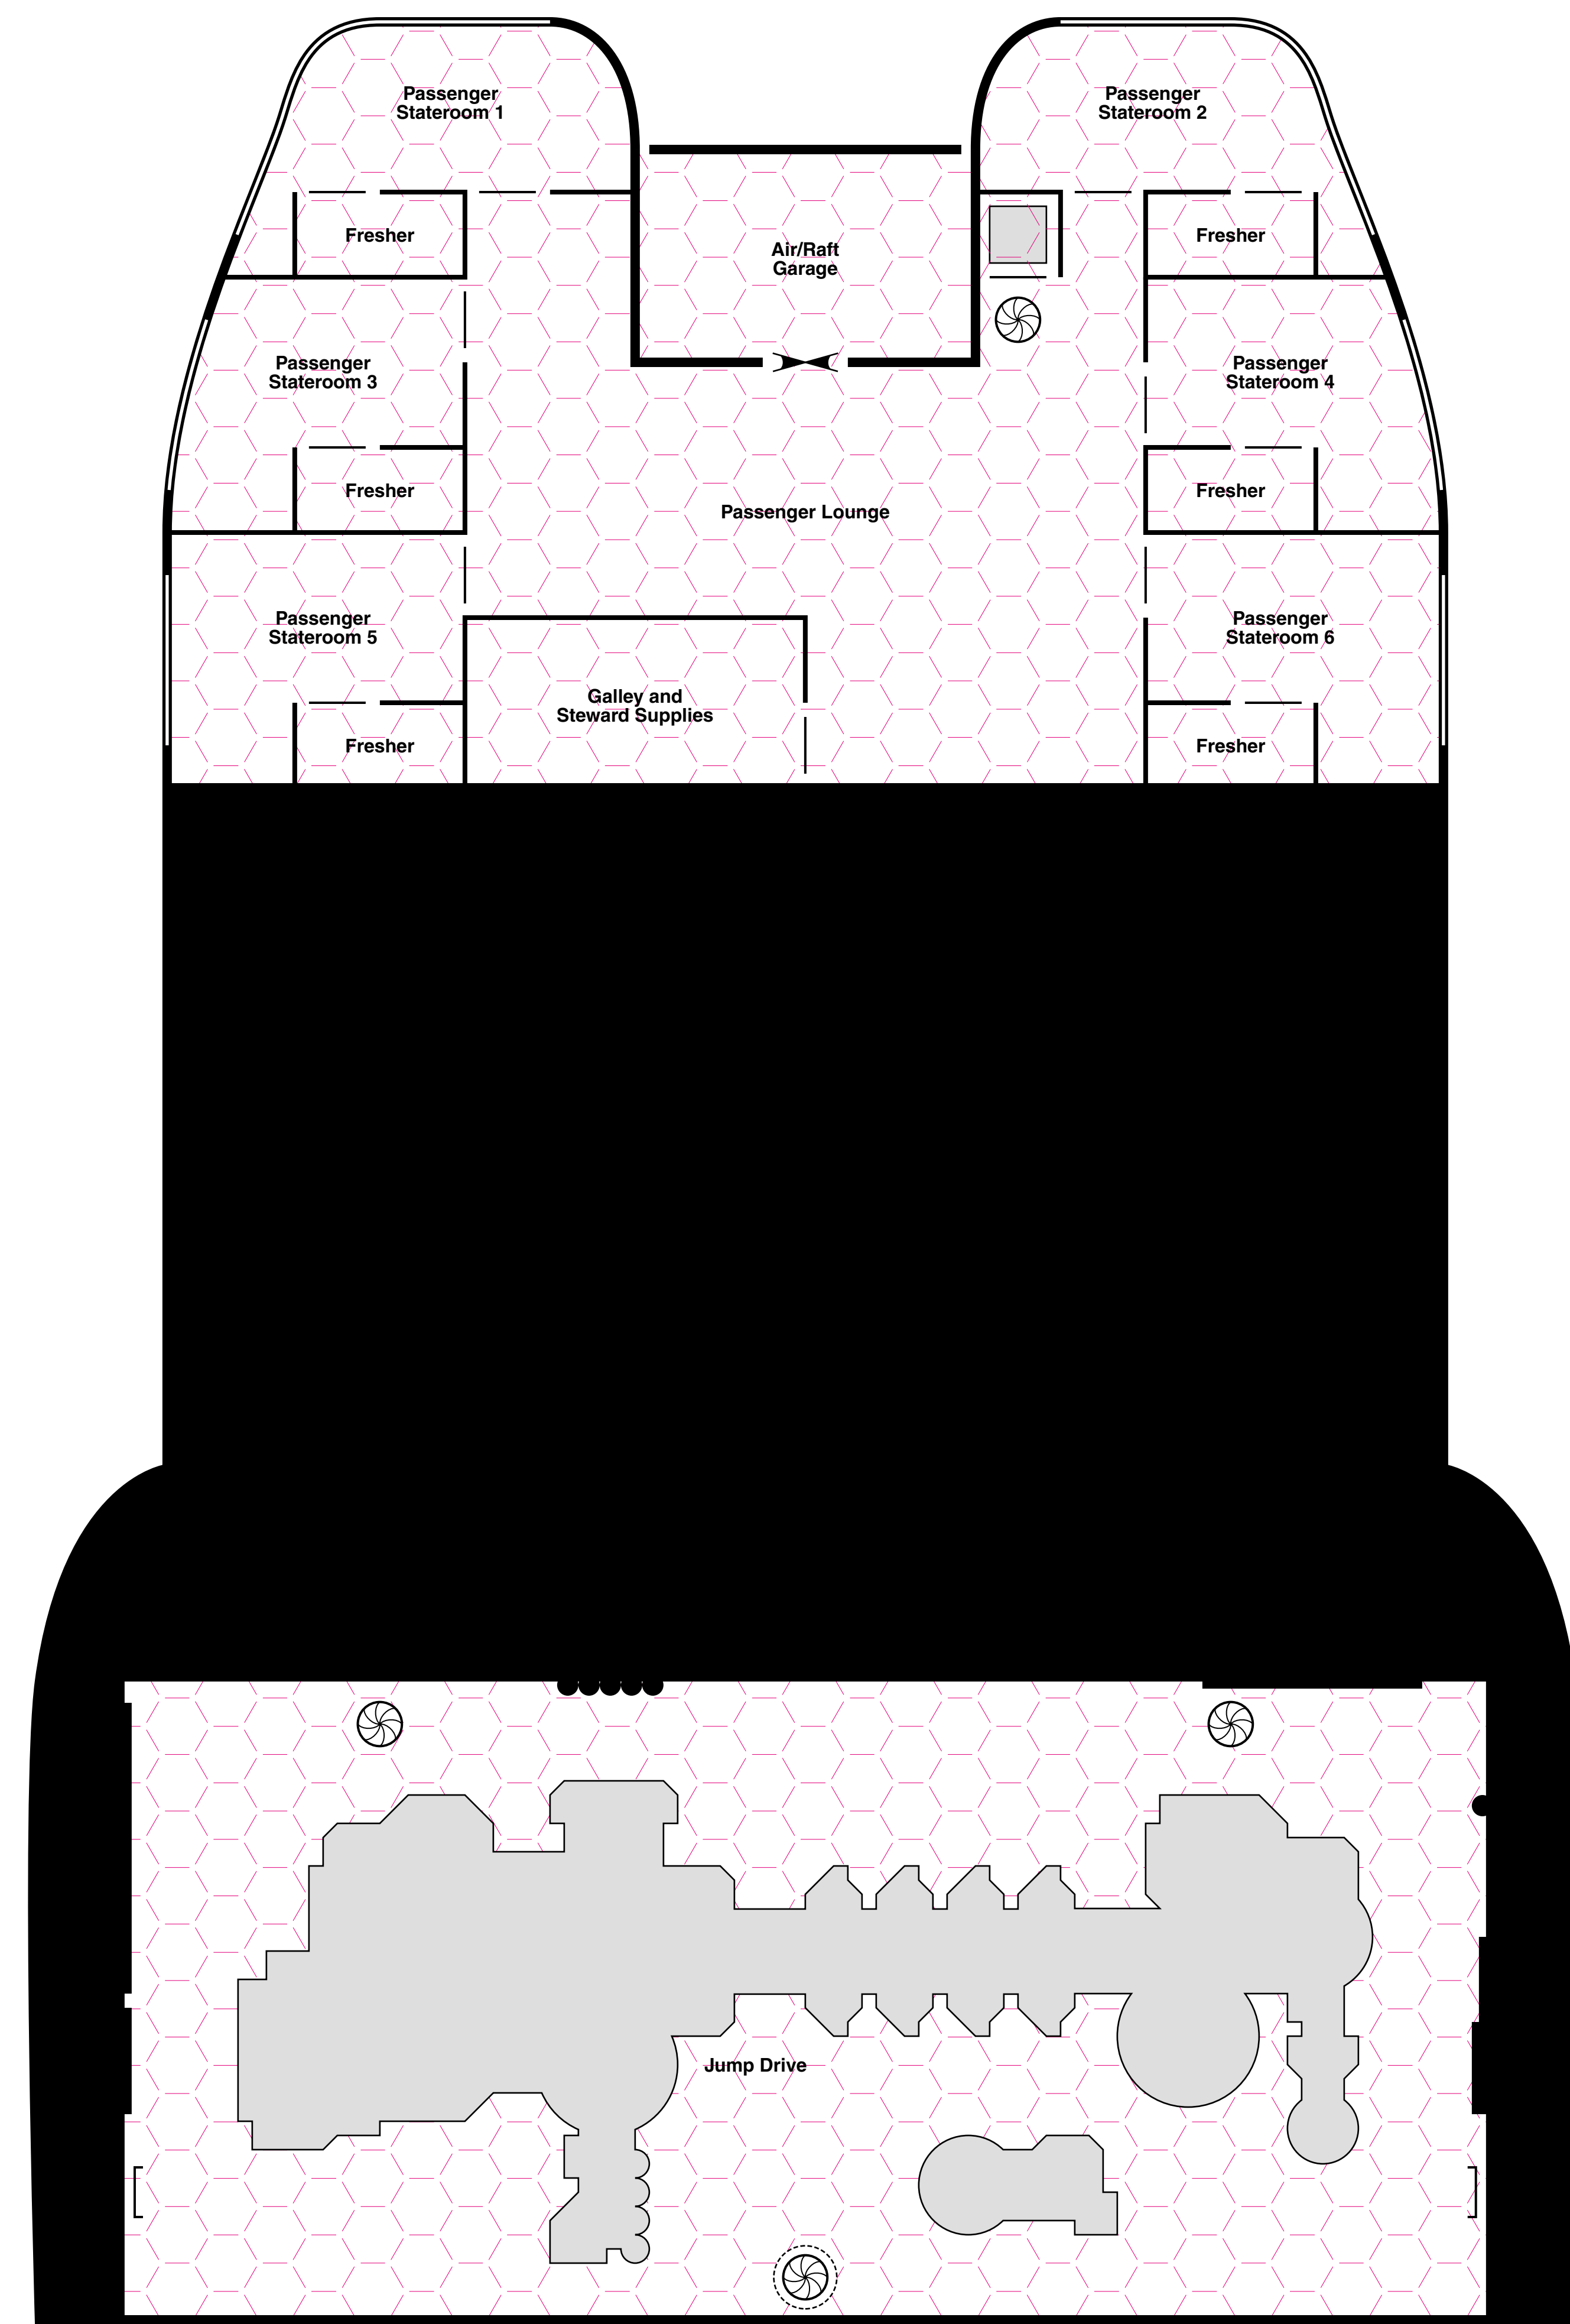 Passenger
Stateroom 1
Passenger
Stateroom 2
Fresher
Air/Raft
Garage
Fresher
Passenger
Stateroom 3
Passenger
Stateroom 4
Fresher
Passenger Lounge
Fresher
Passenger
Stateroom 5
Passenger
Stateroom 6
Galley and
Steward Supplies
Fresher
Fresher
Jump Drive